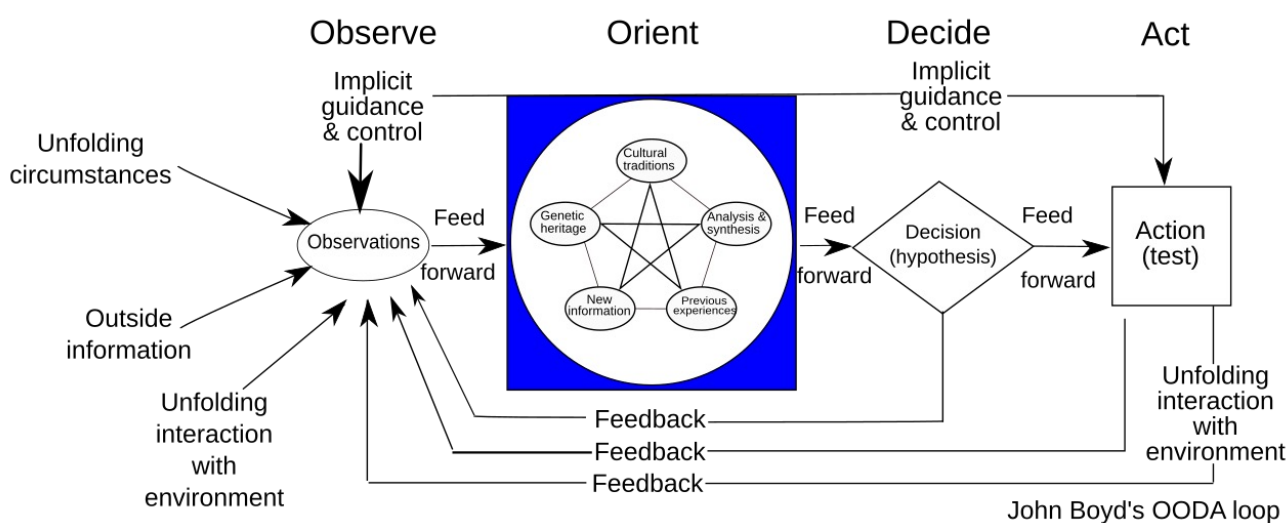 Observe
Orient
Decide
Act
Implicit
guidance
& control
Implicit
guidance
& control
Unfolding
circumstances
Observations
Feed
forward
Cultural
traditions
Genetic
heritage
Analysis &
synthesis
New
information
Previous
experiences
Feed
forward
Decision
(hypothesis)
Feed
forward
Action
(test)
Outside
information
Unfolding
interaction
with
environment
Feedback
Feedback
Feedback
Unfolding
interaction
with
environment
John Boyd's OODA loop